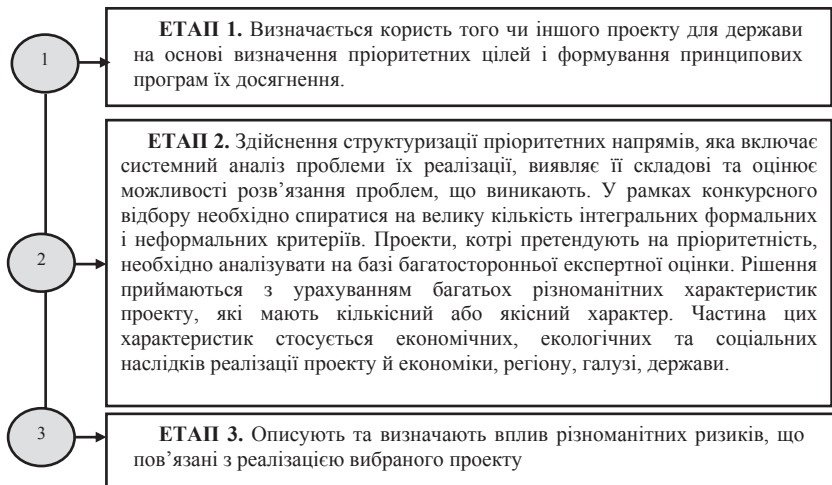 1
ЕТАП 1. Визначається користь того чи іншого проекту для держави
на основі визначення пріоритетних цілей і формування принципових
програм їх досягнення.
2
ЕТАП 2. Здійснення структуризації пріоритетних напрямів, яка включає
системний аналіз проблеми їх реалізації, виявляє її складові та оцінює
можливості розв’язання проблем, що виникають. У рамках конкурсного
відбору необхідно спиратися на велику кількість інтегральних формальних
і неформальних критеріїв. Проекти, котрі претендують на пріоритетність,
необхідно аналізувати на базі багатосторонньої експертної оцінки. Рішення
приймаються з урахуванням багатьох різноманітних характеристик
проекту, які мають кількісний або якісний характер. Частина цих
характеристик стосується економічних, екологічних та соціальних
наслідків реалізації проекту й економіки, регіону, галузі, держави.
3
ЕТАП 3. Описують та визначають вплив різноманітних ризиків, що
пов’язані з реалізацією вибраного проекту